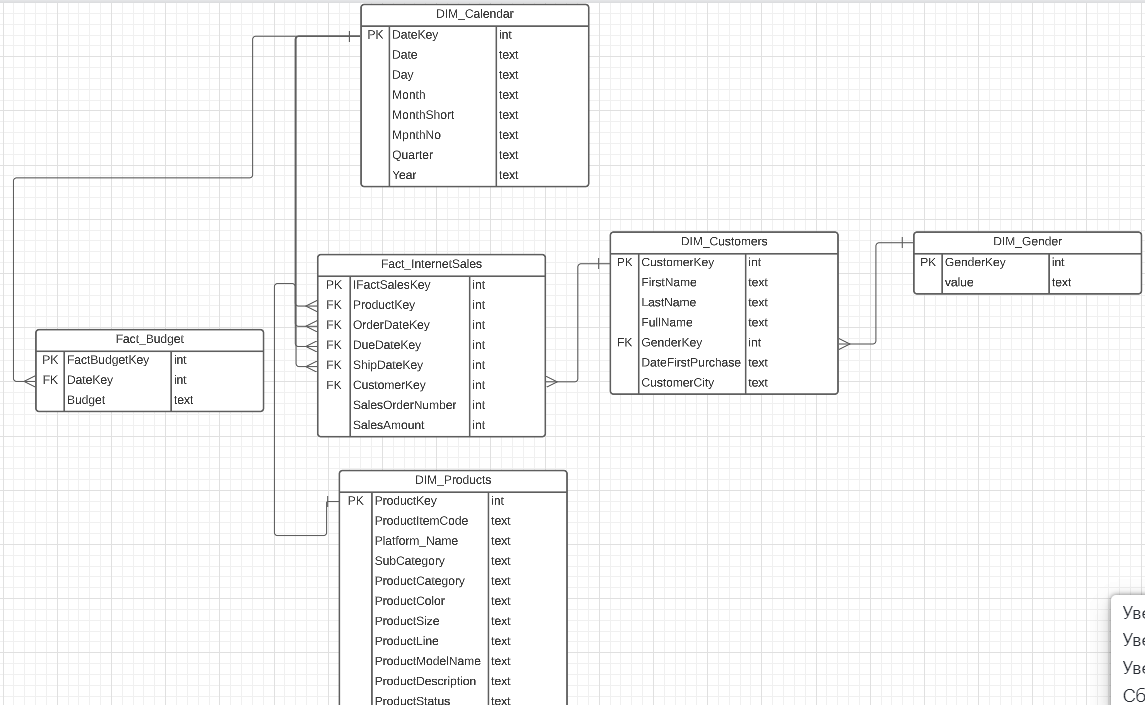 DIM_Calendar
PK DateKey int
Date text
Day text
Month text
MonthShort text
MpnthNo text
Quarter text
Year text
DIM_Customers
PK CustomerKey int
FirstName text
LastName text
FullName text
FK GenderKey int
DateFirstPurchase text
CustomerCity text
DIM_Gender
PK GenderKey int
value text
Fact_InternetSales
PK IFactSalesKey int
FK ProductKey int
FK OrderDateKey int
FK DueDateKey int
FK ShipDateKey int
FK CustomerKey int
SalesOrderNumber int
SalesAmount int
Fact_Budget
PK FactBudgetKey int
FK DateKey int
Budget text
DIM_Products
PK ProductKey int
ProductItemCode text
Platform_Name text
SubCategory text
ProductCategory text
ProductColor text
ProductSize text
ProductLine text
ProductModelName text
ProductDescription text
ProductStatus text
Уве
Уве
Уве
Сб